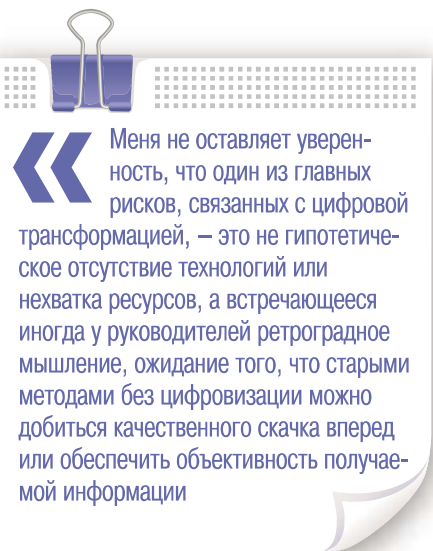 « Меня не оставляет уверен-
ность, что один из главных
рисков, связанных с цифровой
трансформацией, – это не гипотетиче-
ское отсутствие технологий или
нехватка ресурсов, а встречающееся
иногда у руководителей ретроградное
мышление, ожидание того, что старыми
методами без цифровизации можно
добиться качественного скачка вперед
или обеспечить объективность получае-
мой информации